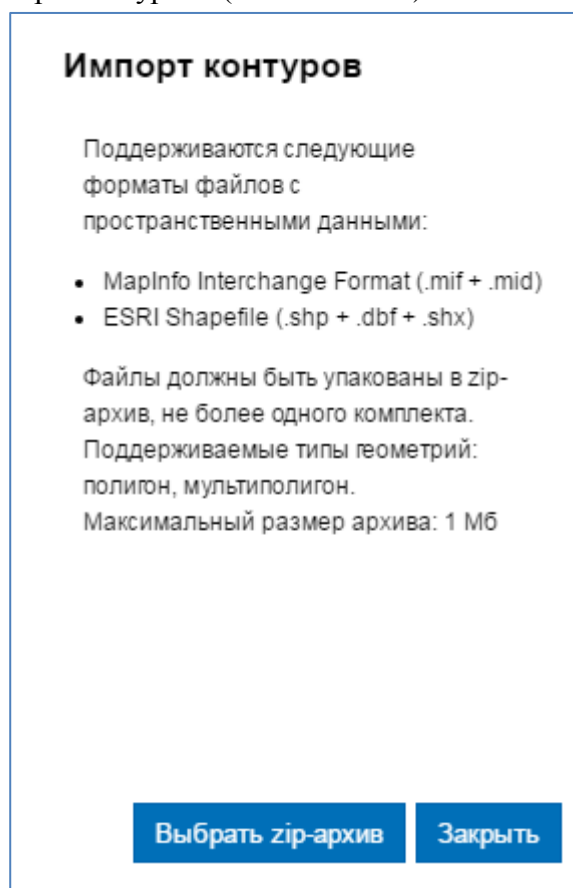 Импорт контуров
Поддерживаются следующие
форматы файлов с
пространственными данными:
• MapInfo Interchange Format (.mif + .mid)
• ESRI Shapefile (.shp + .dbf + .shx)
Файлы должны быть упакованы в zip-
архив, не более одного комплекта.
Поддерживаемые типы геометрий:
полигон, мультиполигон.
Максимальный размер архива: 1 Мб
Выбрать zip-архив Закрыть